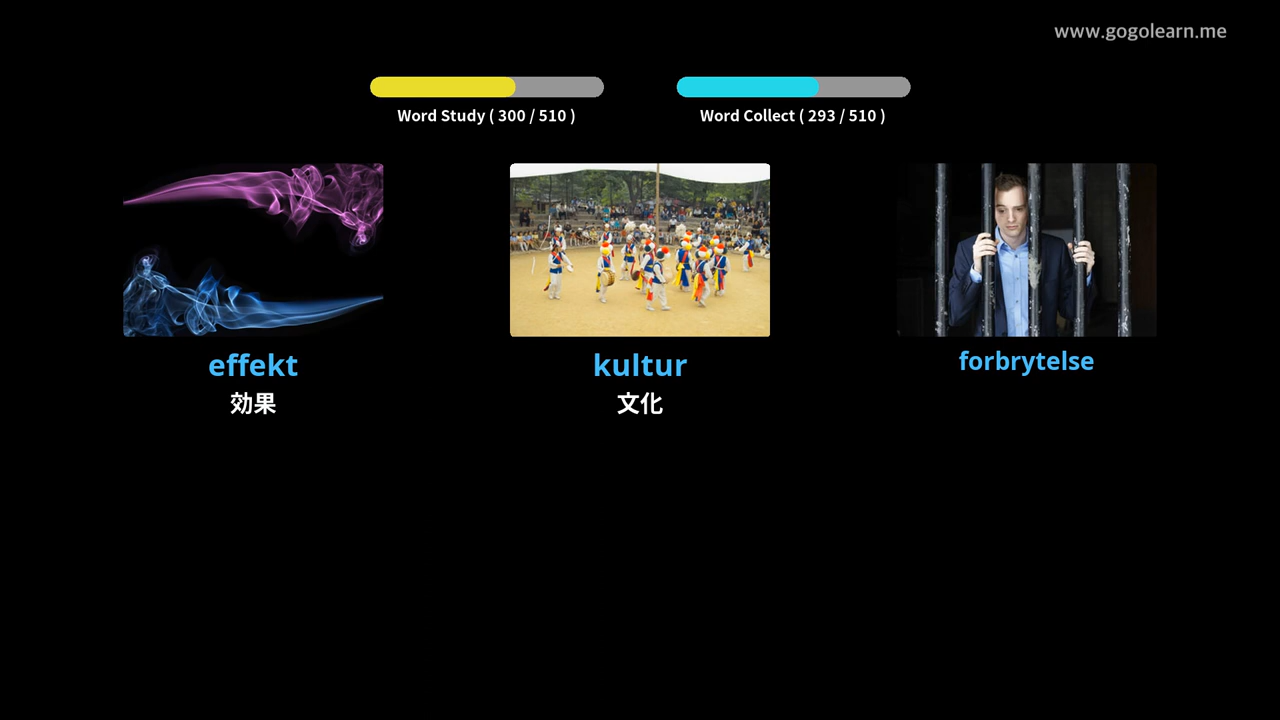 www.gogolearn.me
Word Study ( 300 / 510 )
Word Collect ( 293 / 510 )
effekt
効果
kultur
文化
forbrytelse